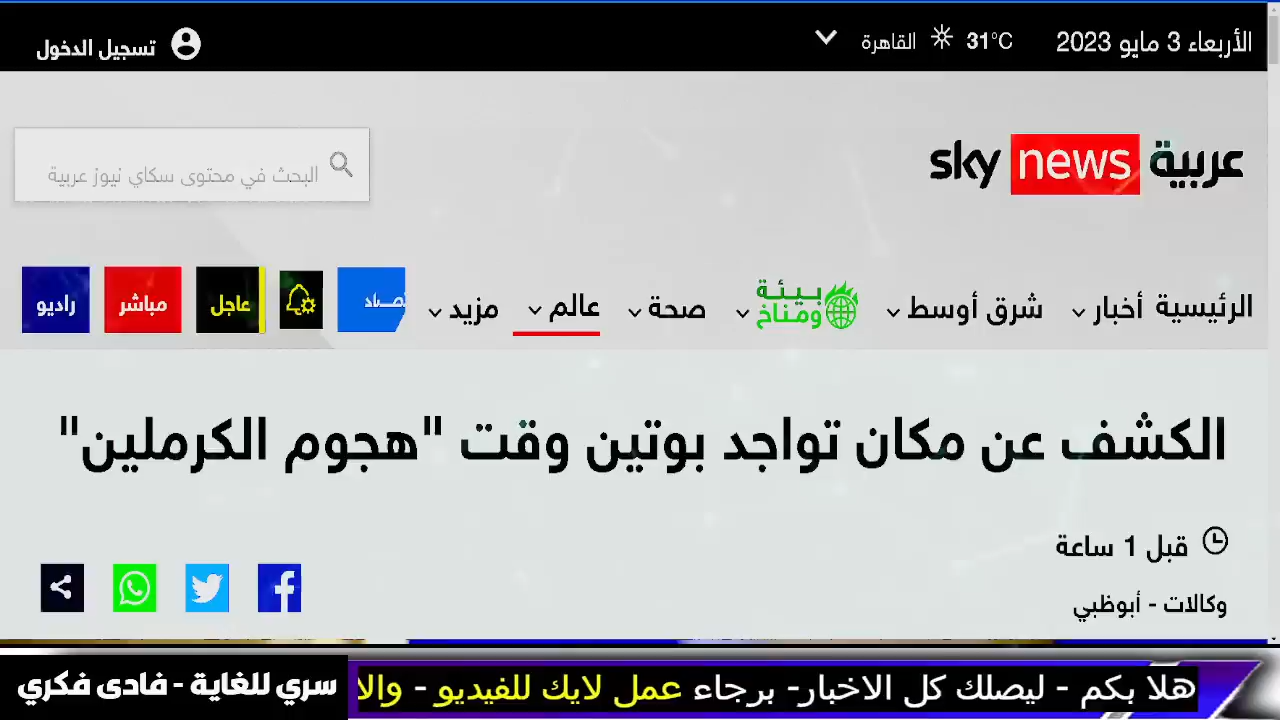 الأربعاء 3 مايو 2023 31°C القاهرة تسجيل الدخول
sky news عربية
البحث في محتوى سكاي نيوز عربية
الرئيسية أخبار شرق أوسط بيئة ومناخ صحة عالم مزيد عاجل مباشر راديو
الكشف عن مكان تواجد بوتين وقت "هجوم الكرملين"
قبل 1 ساعة
وكالات - أبوظبي
هلا بكم - ليصلك كل الاخبار- برجاء عمل لايك للفيديو - والا
سري للغاية - فادى فكري